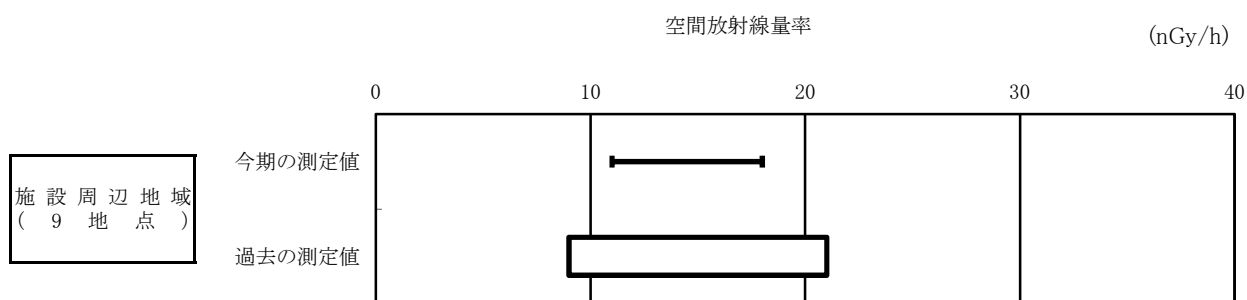 空間放射線量率
(nGy/h)
0 10 20 30 40
今期の測定値
施設周辺地域
(9地点)
過去の測定値